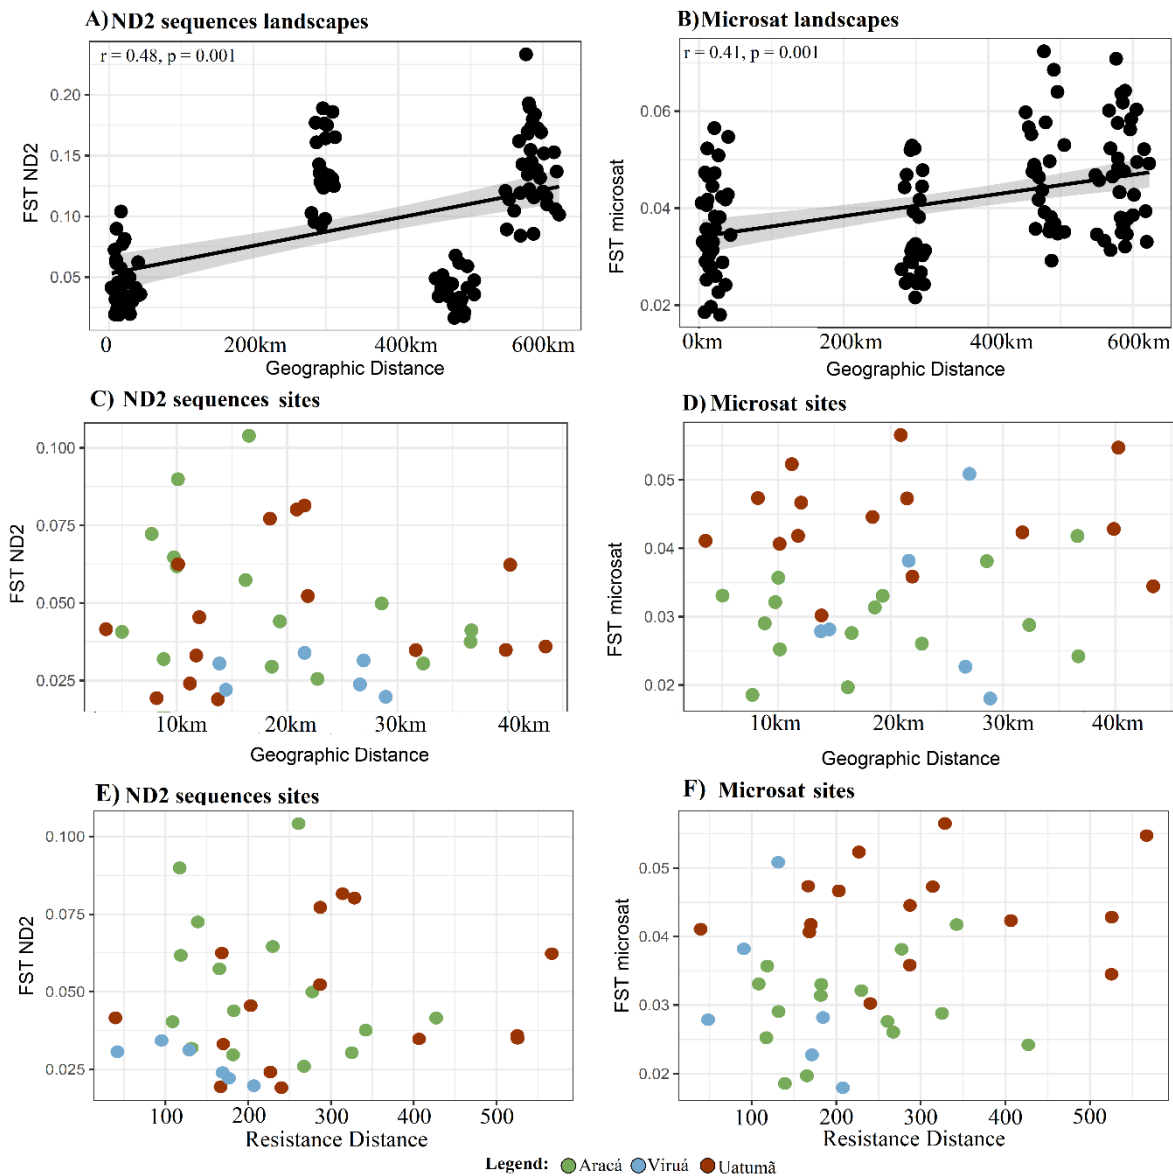 A) ND2 sequences landscapes
r = 0.48, p = 0.001
FST ND2
0.20
0.15
0.10
0.05
0
200km
400km
600km
Geographic Distance
B) Microsat landscapes
r = 0.41, p = 0.001
FST microsat
0.06
0.04
0.02
0km
200km
400km
600km
Geographic Distance
C) ND2 sequences sites
FST ND2
0.100
0.075
0.050
0.025
10km
20km
30km
40km
Geographic Distance
D) Microsat sites
FST microsat
0.05
0.04
0.03
0.02
10km
20km
30km
40km
Geographic Distance
E) ND2 sequences sites
FST ND2
0.100
0.075
0.050
0.025
100
200
300
400
500
Resistance Distance
F) Microsat sites
FST microsat
0.05
0.04
0.03
0.02
100
200
300
400
500
Resistance Distance
Legend: Aracá Viruá Uatumã